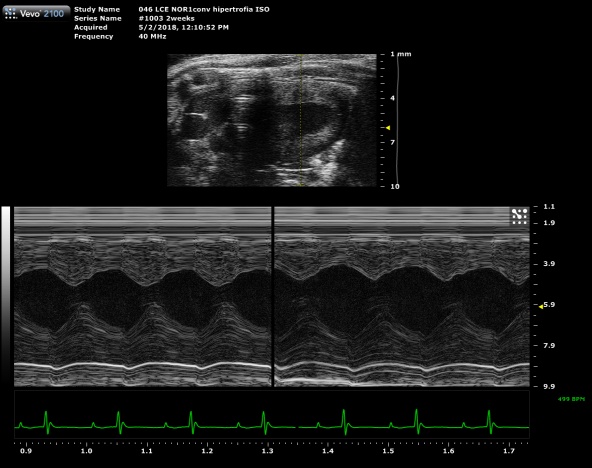 Vevo 2100
Study Name 046 LCE NOR1conv hipertrofia ISO
Series Name #1003 2weeks
Acquired 5/2/2018, 12:10:52 PM
Frequency 40 MHz
1 mm
4
7
10
1.1
1.9
3.9
5.9
7.9
9.9
499 BPM
0.9 1.0 1.1 1.2 1.3 1.4 1.5 1.6 1.7